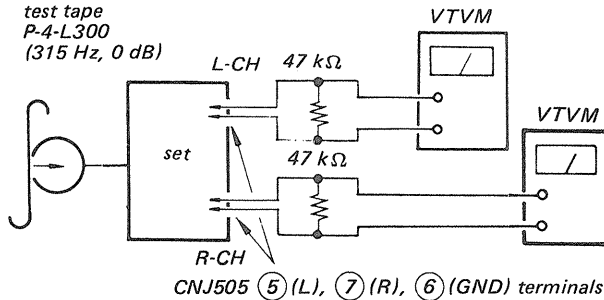 test tape
P-4-L300
(315 Hz, 0 dB)
L-CH
47 kΩ
VTVM
VTVM
set
47 kΩ
R-CH
CNJ505 ⑤ (L), ⑦ (R), ⑥ (GND) terminals